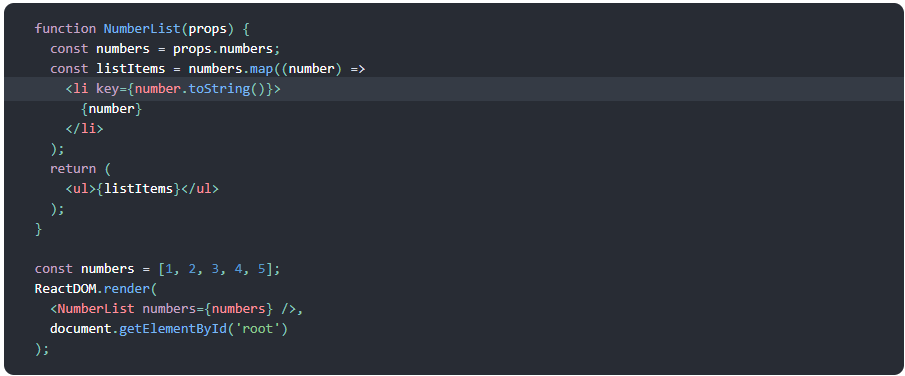 function NumberList(props) {
  const numbers = props.numbers;
  const listItems = numbers.map((number) =>
    <li key={number.toString()}>
      {number}
    </li>
  );
  return (
    <ul>{listItems}</ul>
  );
}

const numbers = [1, 2, 3, 4, 5];
ReactDOM.render(
  <NumberList numbers={numbers} />,
  document.getElementById('root')
);